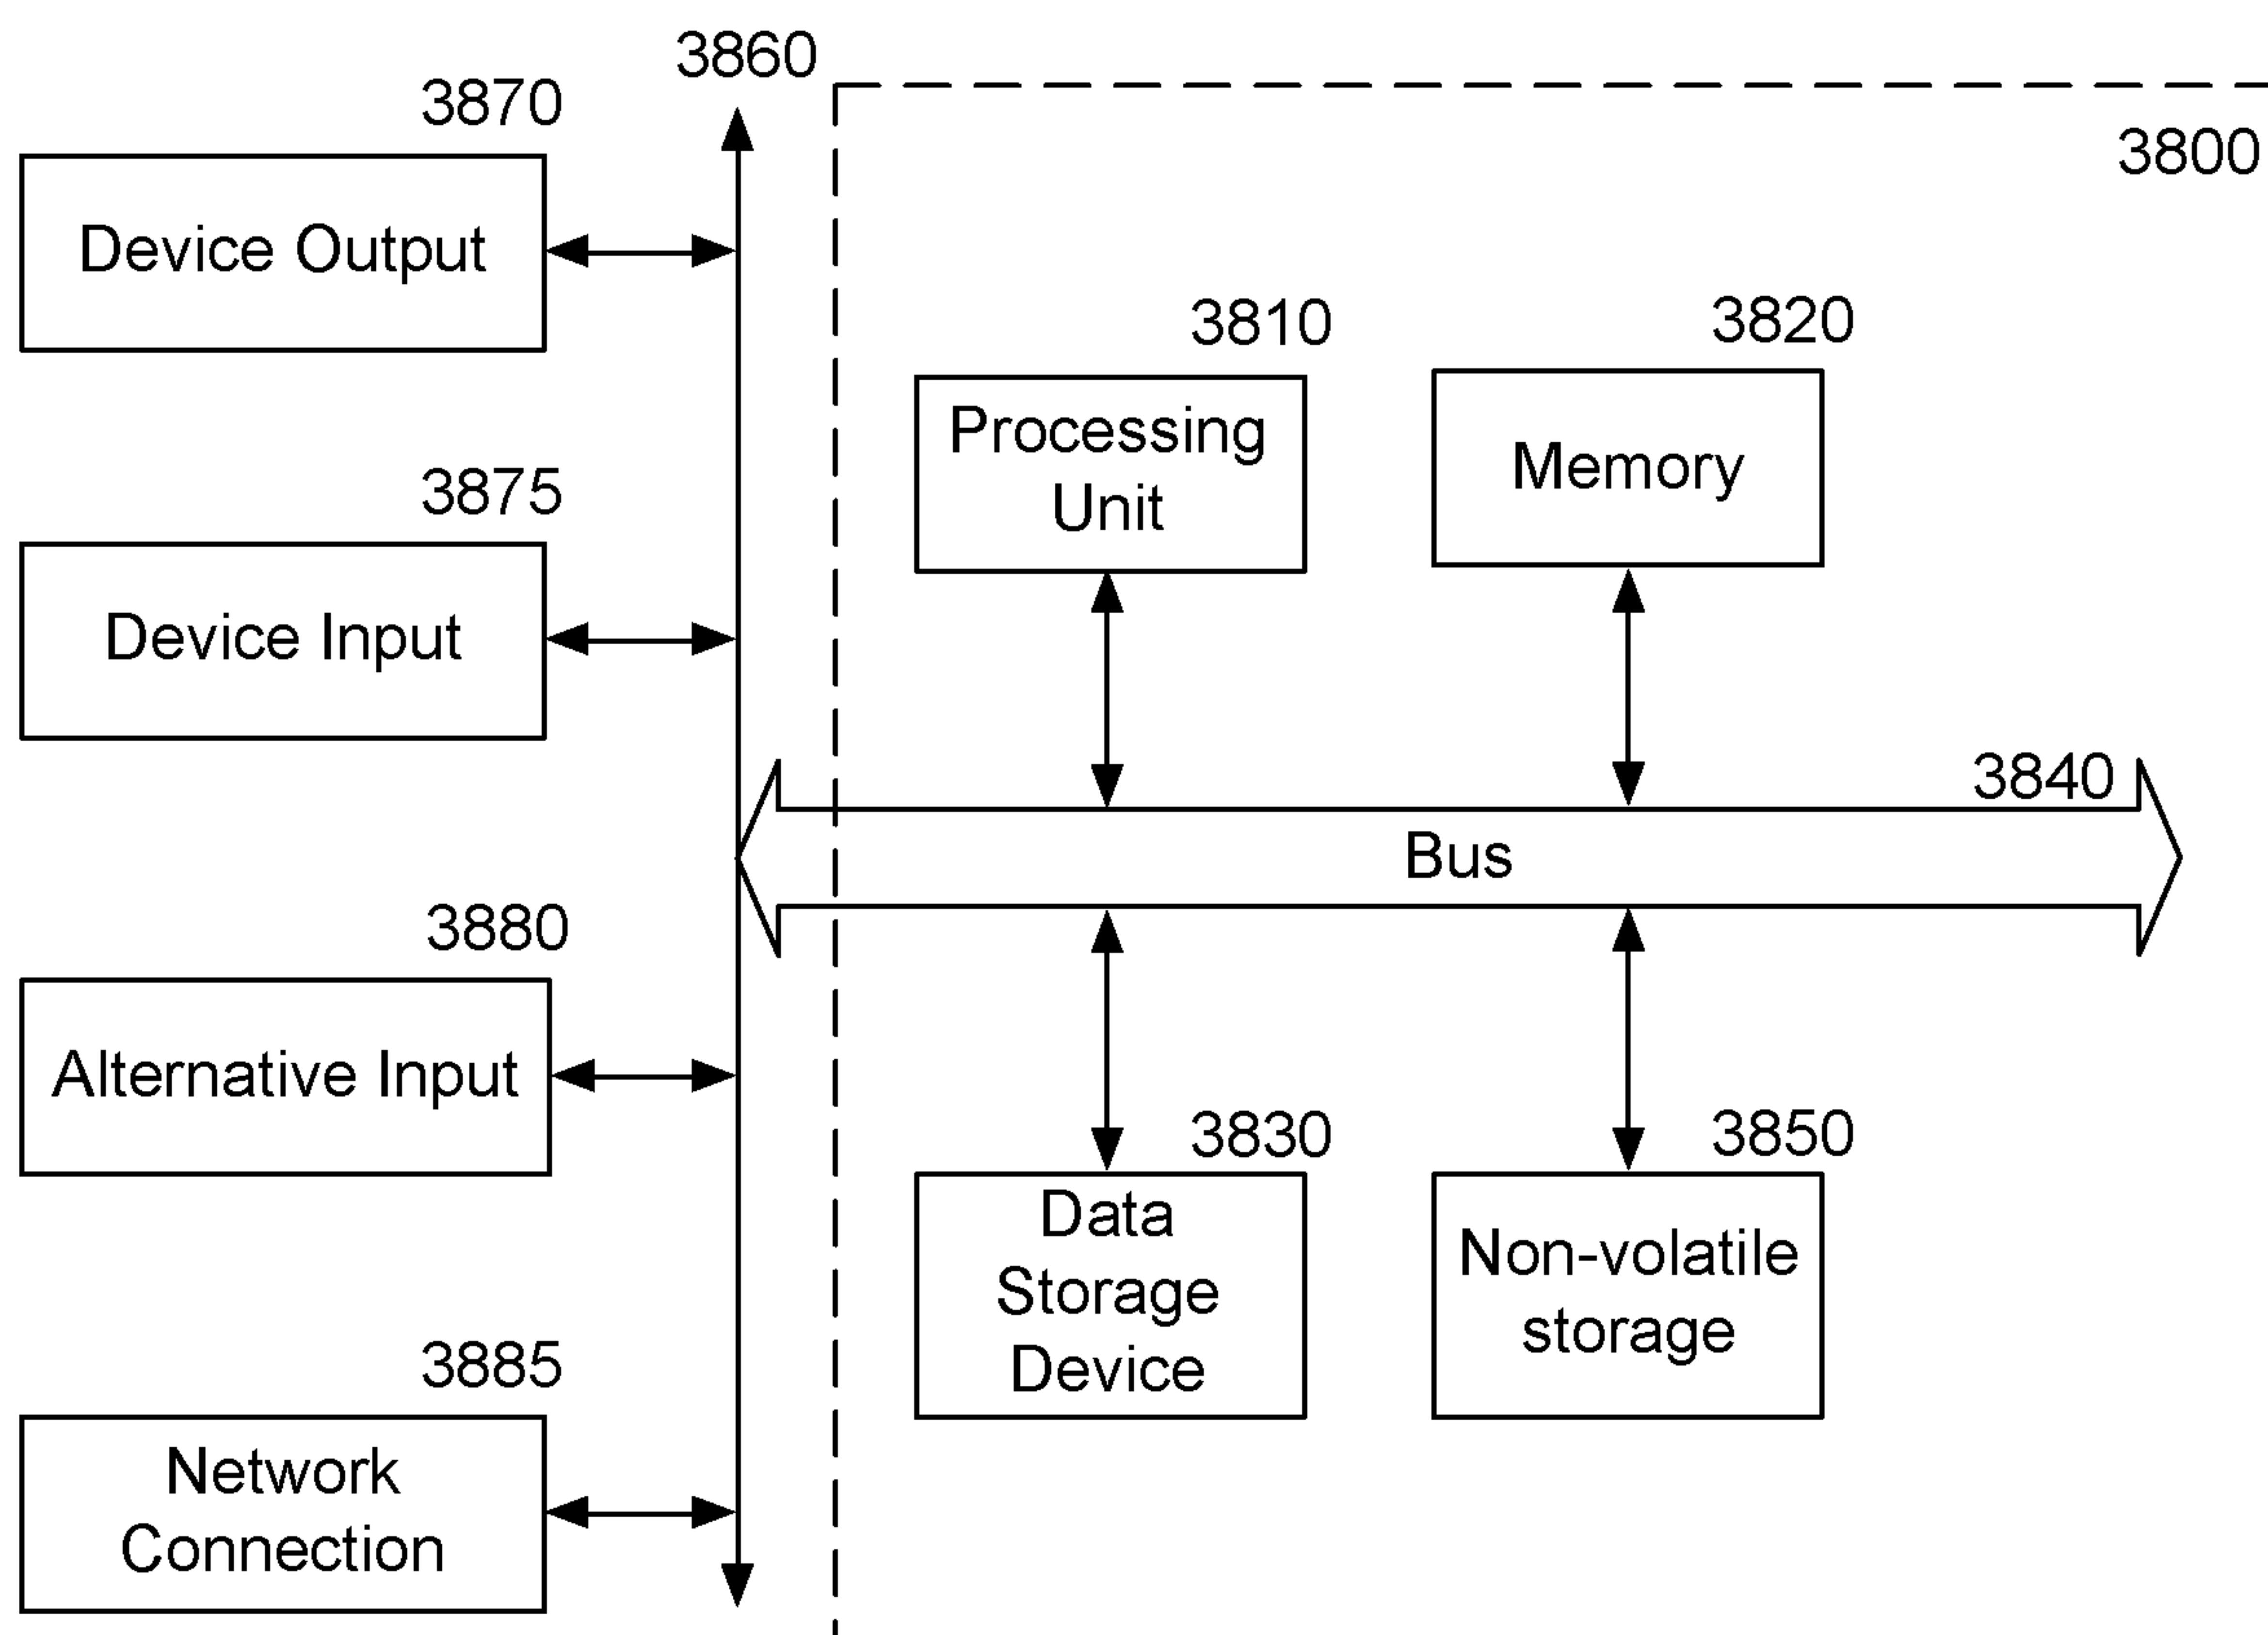 3860
3870
Device Output
3800
3810
Processing
Unit
3820
Memory
3875
Device Input
3840
Bus
3880
Alternative Input
3830
Data
Storage
Device
3850
Non-volatile
storage
3885
Network
Connection